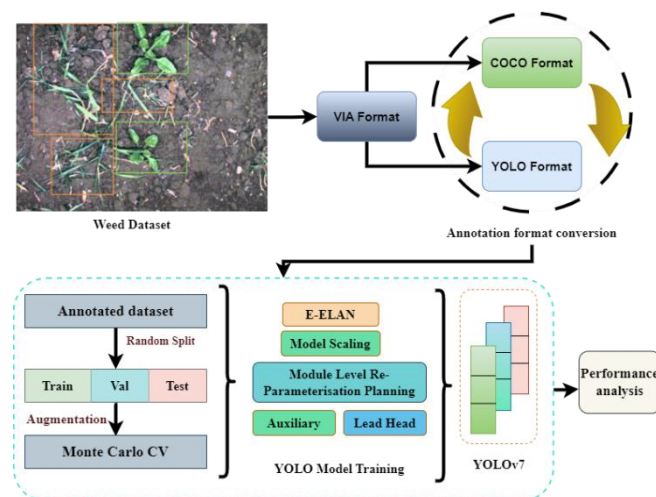 COCO Format
VIA Format
YOLO Format
Weed Dataset
Annotation format conversion
Annotated dataset
Random Split
Train
Val
Test
Augmentation
Monte Carlo CV
E-ELAN
Model Scaling
Module Level Re-
Parameterisation Planning
Auxiliary
Lead Head
YOLO Model Training
YOLOv7
Performance
analysis